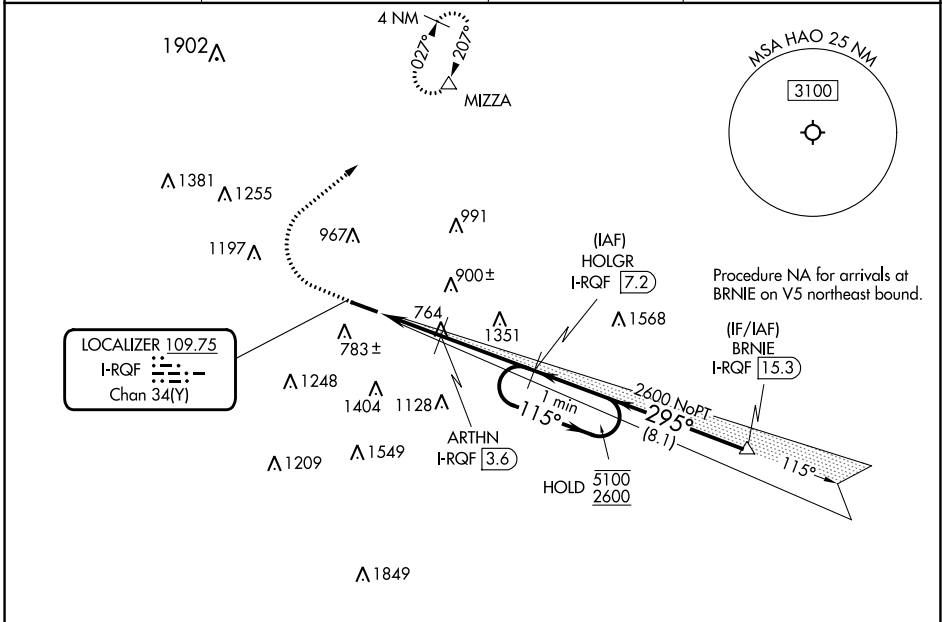 4 NM
027°
207°
MIZZA
1902
MSA HAO 25 NM
3100
1381
1255
1197
967
991
900±
(IAF)
HOLGR
I-RQF 7.2
Procedure NA for arrivals at
BRNIE on V5 northeast bound.
(IF/IAF)
BRNIE
I-RQF 15.3
764
1351
1568
783±
LOCALIZER 109.75
I-RQF
Chan 34(Y)
1248
1404
1128
1 min
115°
2600 NoPT
295°
(8.1)
115°
ARTHN
I-RQF 3.6
1209
1549
HOLD 5100
2600
1849